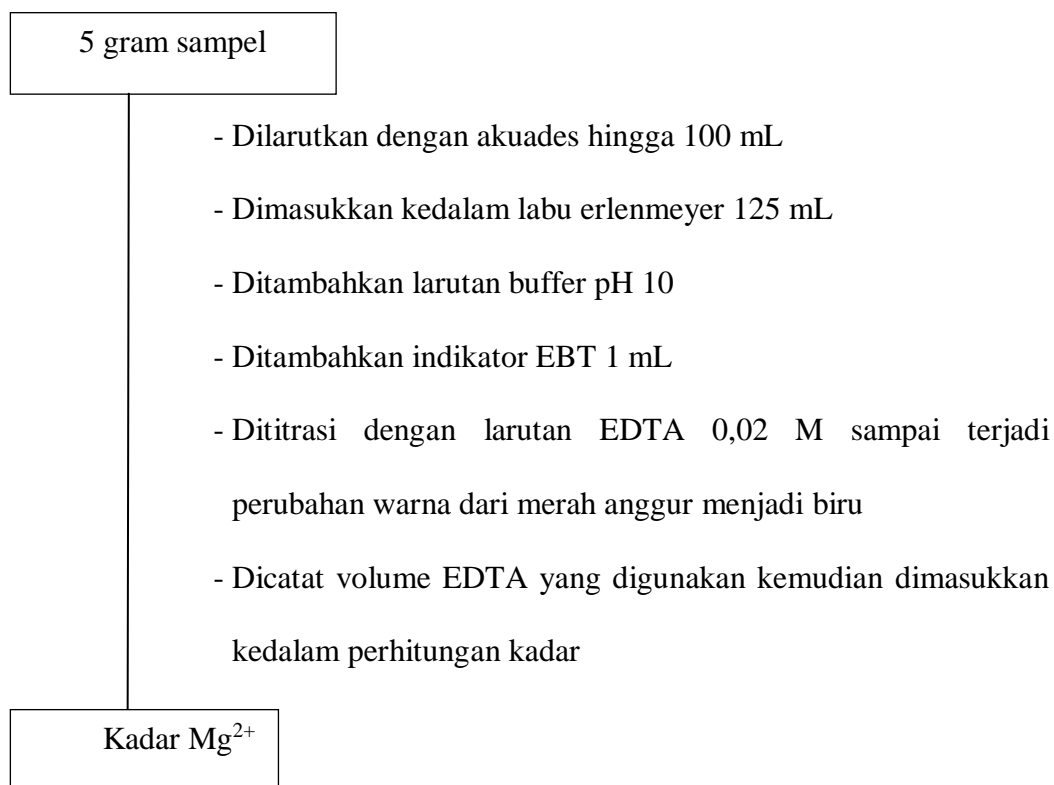 5 gram sampel
- Dilarutkan dengan akuades hingga 100 mL
- Dimasukkan kedalam labu erlenmeyer 125 mL
- Ditambahkan larutan buffer pH 10
- Ditambahkan indikator EBT 1 mL
- Dititrasi dengan larutan EDTA 0,02 M sampai terjadi
perubahan warna dari merah anggur menjadi biru
- Dicatat volume EDTA yang digunakan kemudian dimasukkan
kedalam perhitungan kadar
Kadar Mg²⁺